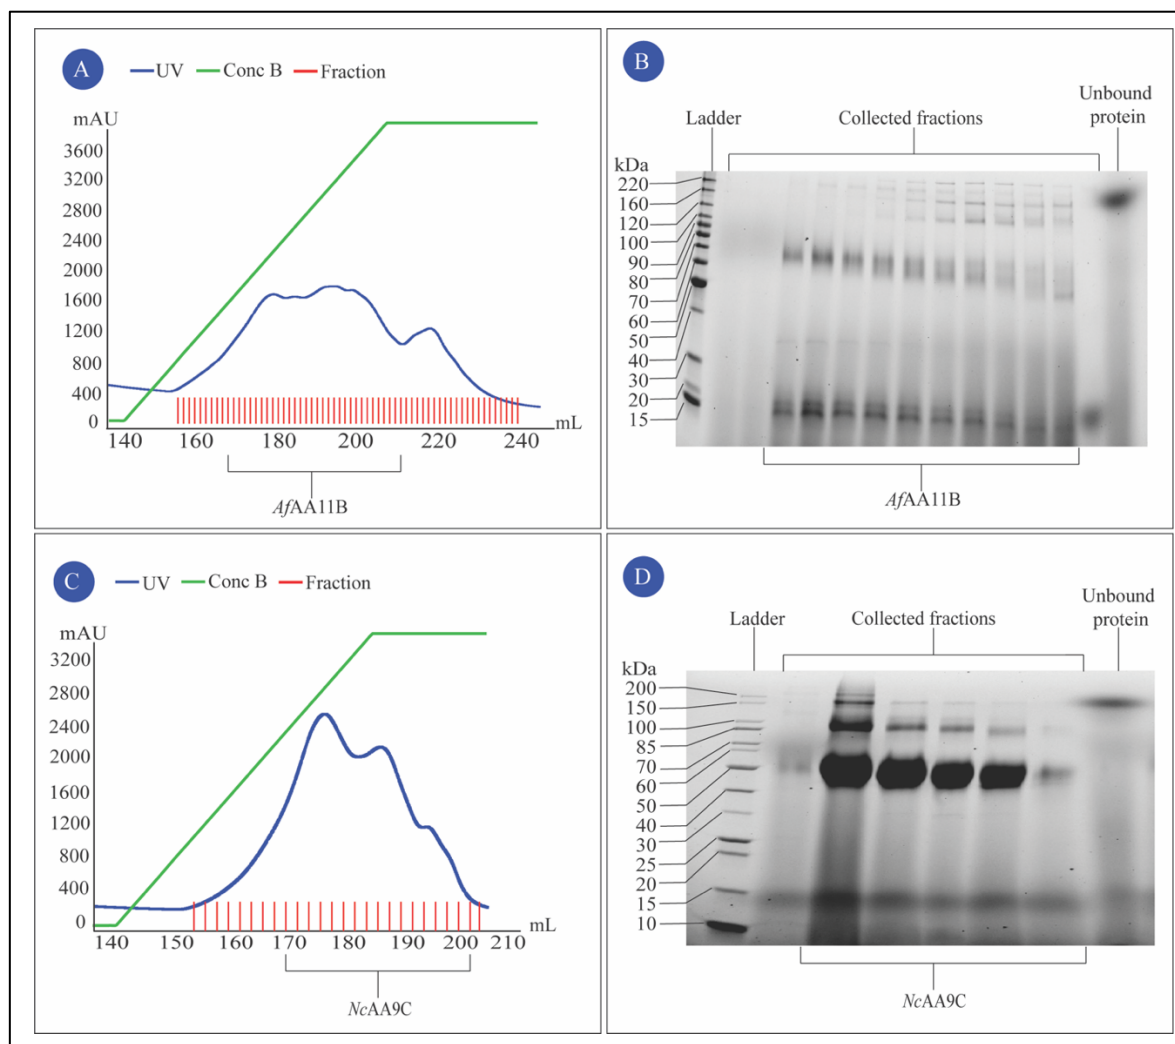 A
UV Conc B Fraction
mAU
3600
3200
2800
2400
2000
1600
1200
800
400
0
140 160 180 200 220 240 mL
AfAA11B
B
Unbound
protein
Ladder Collected fractions
kDa
220
160
120
100
90
80
70
60
50
40
30
20
15
AfAA11B
C
UV Conc B Fraction
mAU
3200
2800
2400
2000
1600
1200
800
400
0
140 150 160 170 180 190 200 210 mL
NcAA9C
D
Unbound
protein
Ladder Collected fractions
kDa
200
150
100
85
70
60
50
40
30
25
20
15
10
NcAA9C